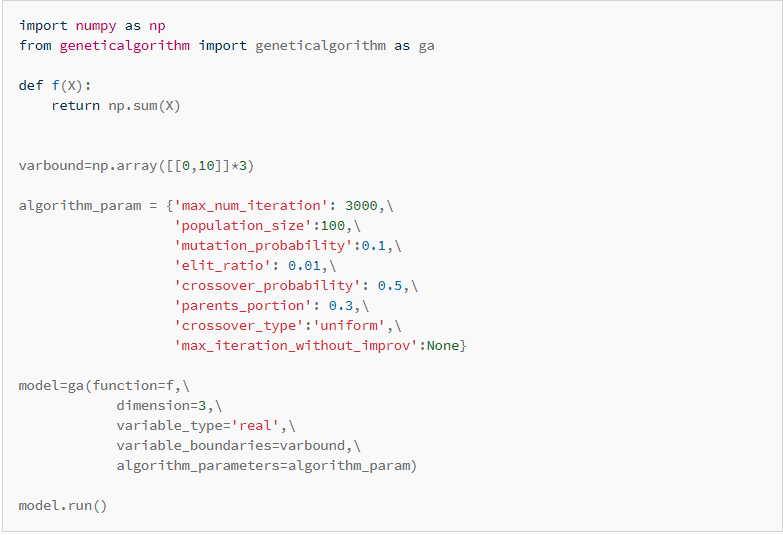 import numpy as np
from geneticalgorithm import geneticalgorithm as ga

def f(X):
    return np.sum(X)


varbound=np.array([[0,10]]*3)

algorithm_param = {'max_num_iteration': 3000,\
                   'population_size':100,\
                   'mutation_probability':0.1,\
                   'elit_ratio': 0.01,\
                   'crossover_probability': 0.5,\
                   'parents_portion': 0.3,\
                   'crossover_type':'uniform',\
                   'max_iteration_without_improv':None}

model=ga(function=f,\
            dimension=3,\
            variable_type='real',\
            variable_boundaries=varbound,\
            algorithm_parameters=algorithm_param)

model.run()